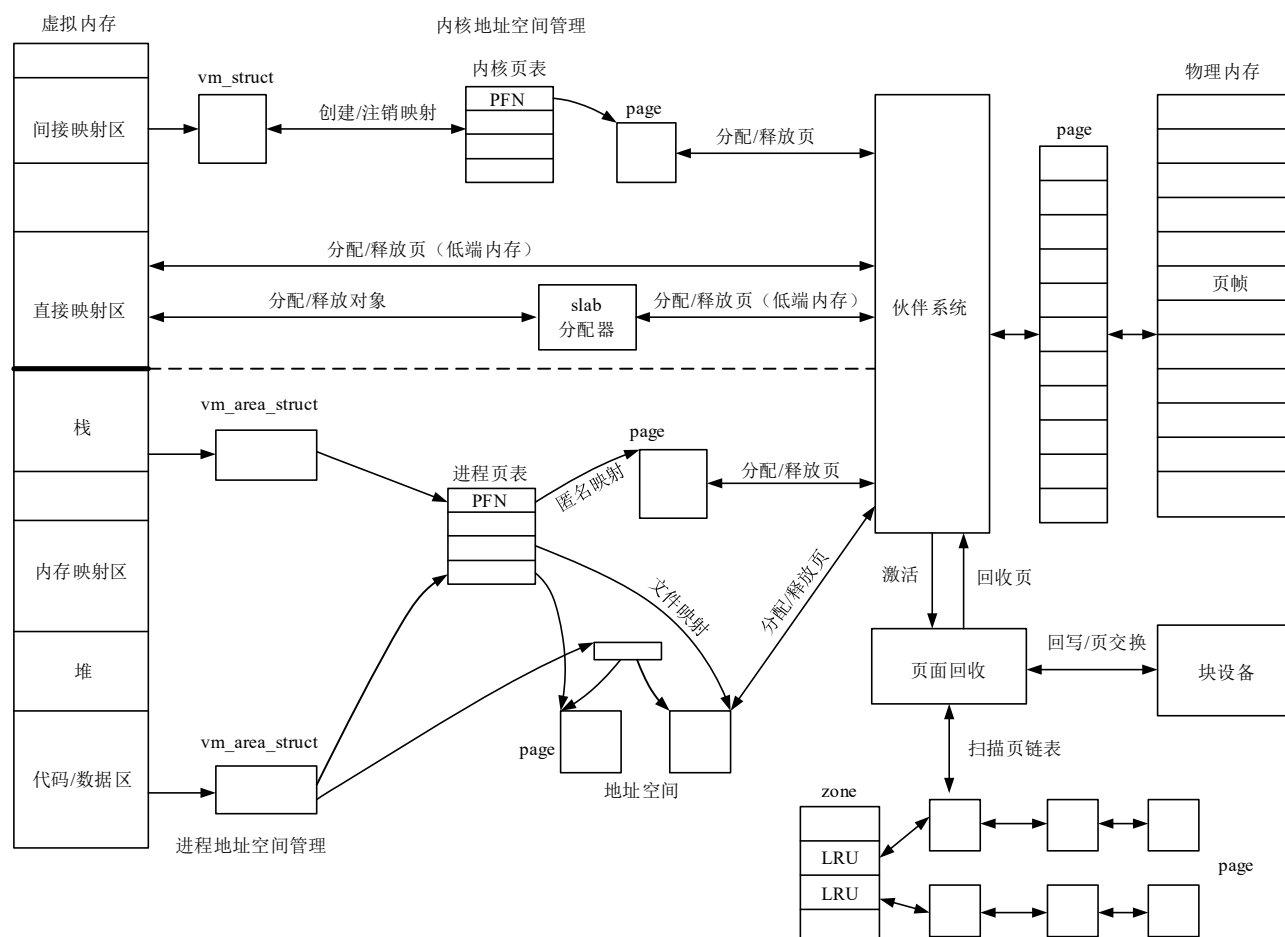 虚拟内存
内核地址空间管理
vm_struct
内核页表
物理内存
PFN
page
page
间接映射区
创建/注销映射
分配/释放页
分配/释放页（低端内存）
页帧
直接映射区
分配/释放对象
slab
分配器
分配/释放页（低端内存）
伙伴系统
vm_area_struct
栈
page
进程页表
匿名映射
分配/释放页
PFN
内存映射区
文件映射
分配/释放页
激活
回收页
堆
页面回收
回写/页交换
块设备
vm_area_struct
page
扫描页链表
代码/数据区
地址空间
zone
进程地址空间管理
LRU
page
LRU